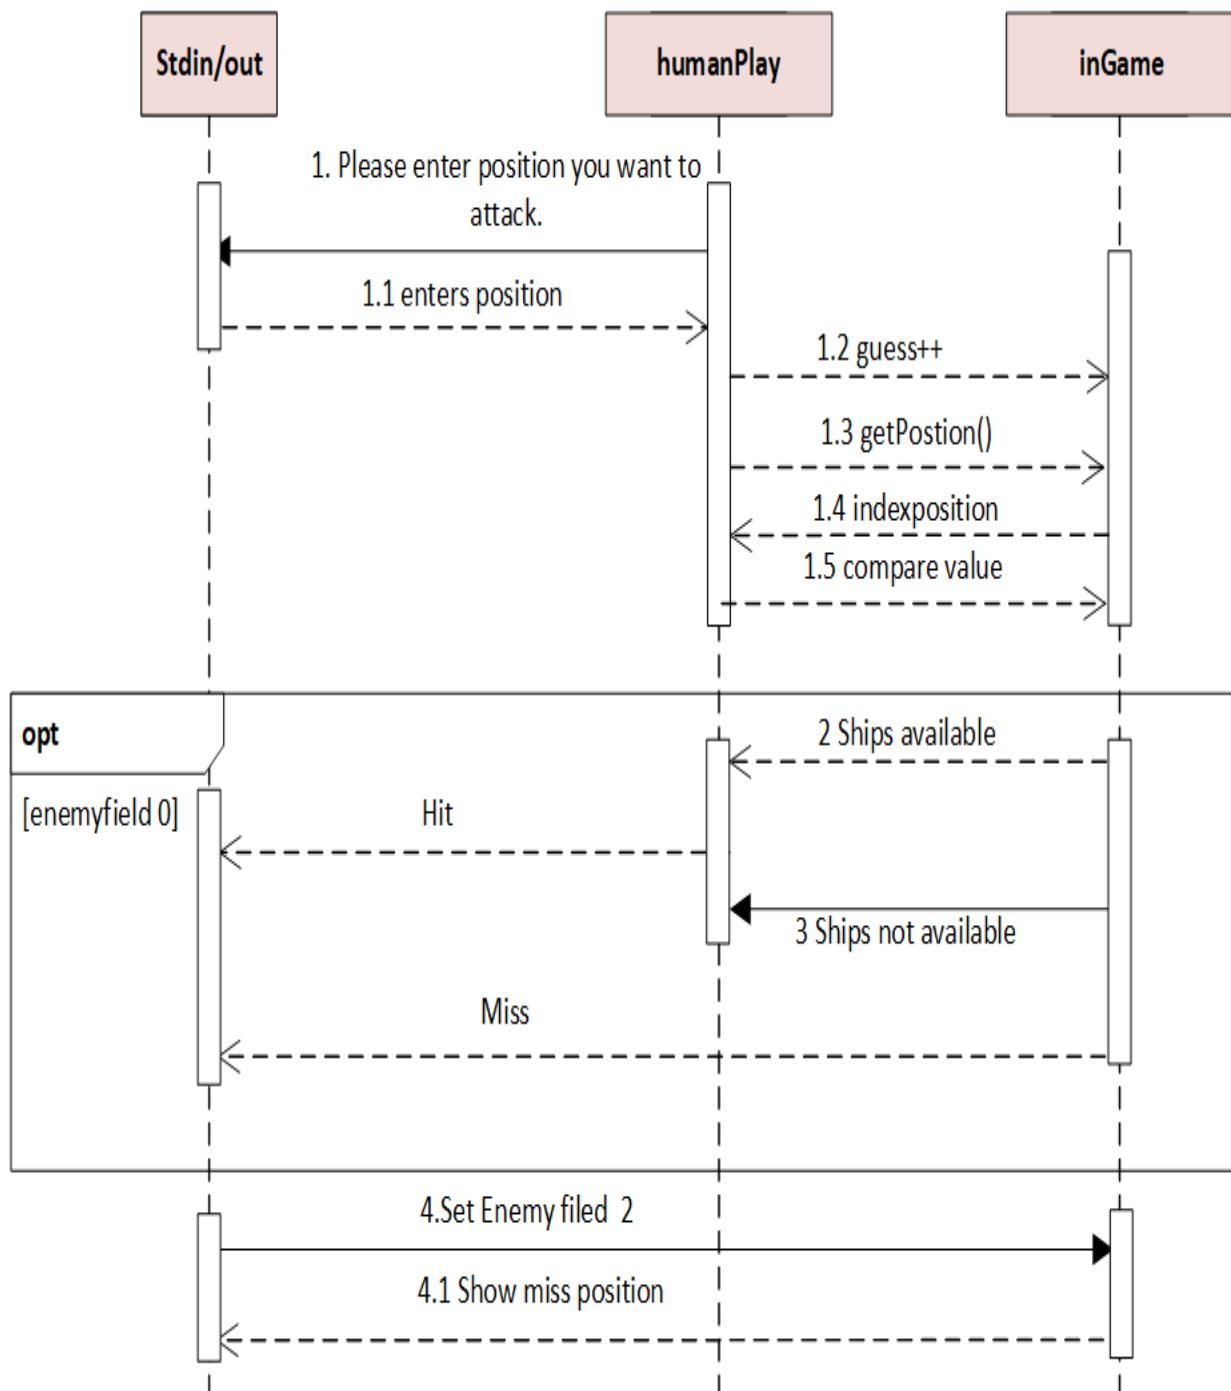 Stdin/out
humanPlay
inGame
1. Please enter position you want to
attack.
1.1 enters position
1.2 guess++
1.3 getPostion()
1.4 indexposition
1.5 compare value
opt
2 Ships available
[enemyfield 0]
Hit
3 Ships not available
Miss
4.Set Enemy filed 2
4.1 Show miss position